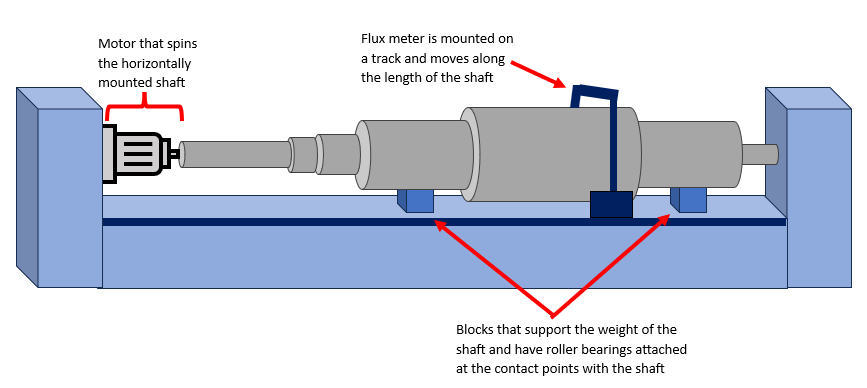 Motor that spins
the horizontally
mounted shaft
Flux meter is mounted on
a track and moves along
the length of the shaft
Blocks that support the weight of the
shaft and have roller bearings attached
at the contact points with the shaft